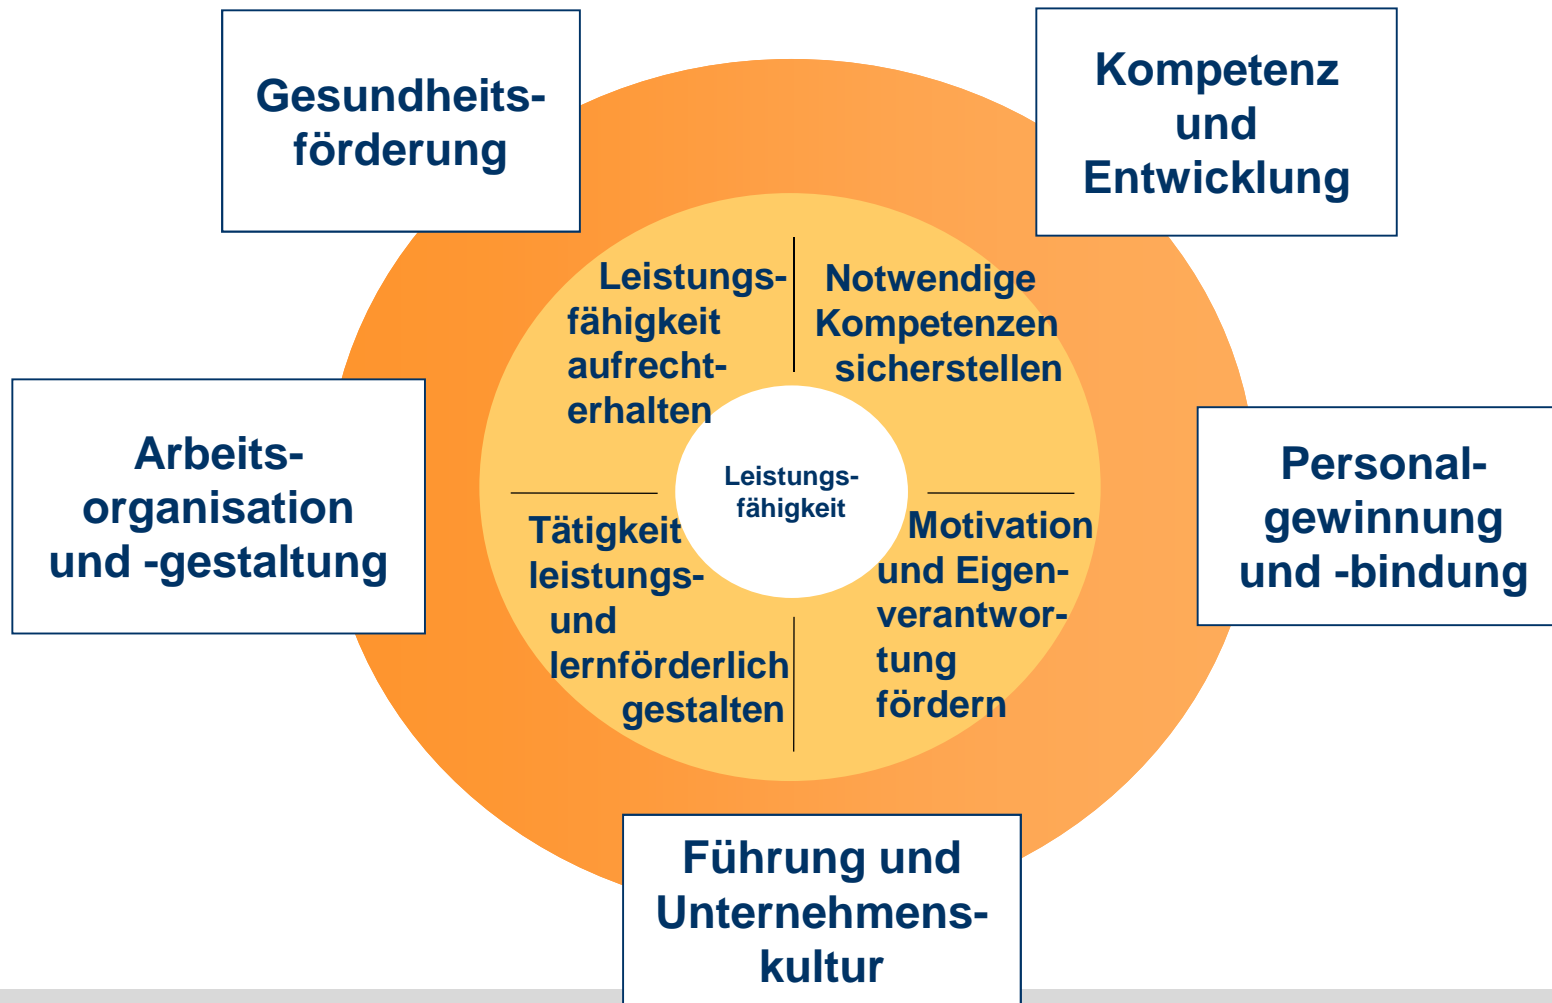 Gesundheits-
förderung
Kompetenz
und
Entwicklung
Leistungs-
fähigkeit
aufrecht-
erhalten
Notwendige
Kompetenzen
sicherstellen
Arbeits-
organisation
und -gestaltung
Leistungs-
fähigkeit
Personal-
gewinnung
und -bindung
Tätigkeit
leistungs-
und
lernförderlich
gestalten
Motivation
und Eigen-
verantwor-
tung
fördern
Führung und
Unternehmens-
kultur